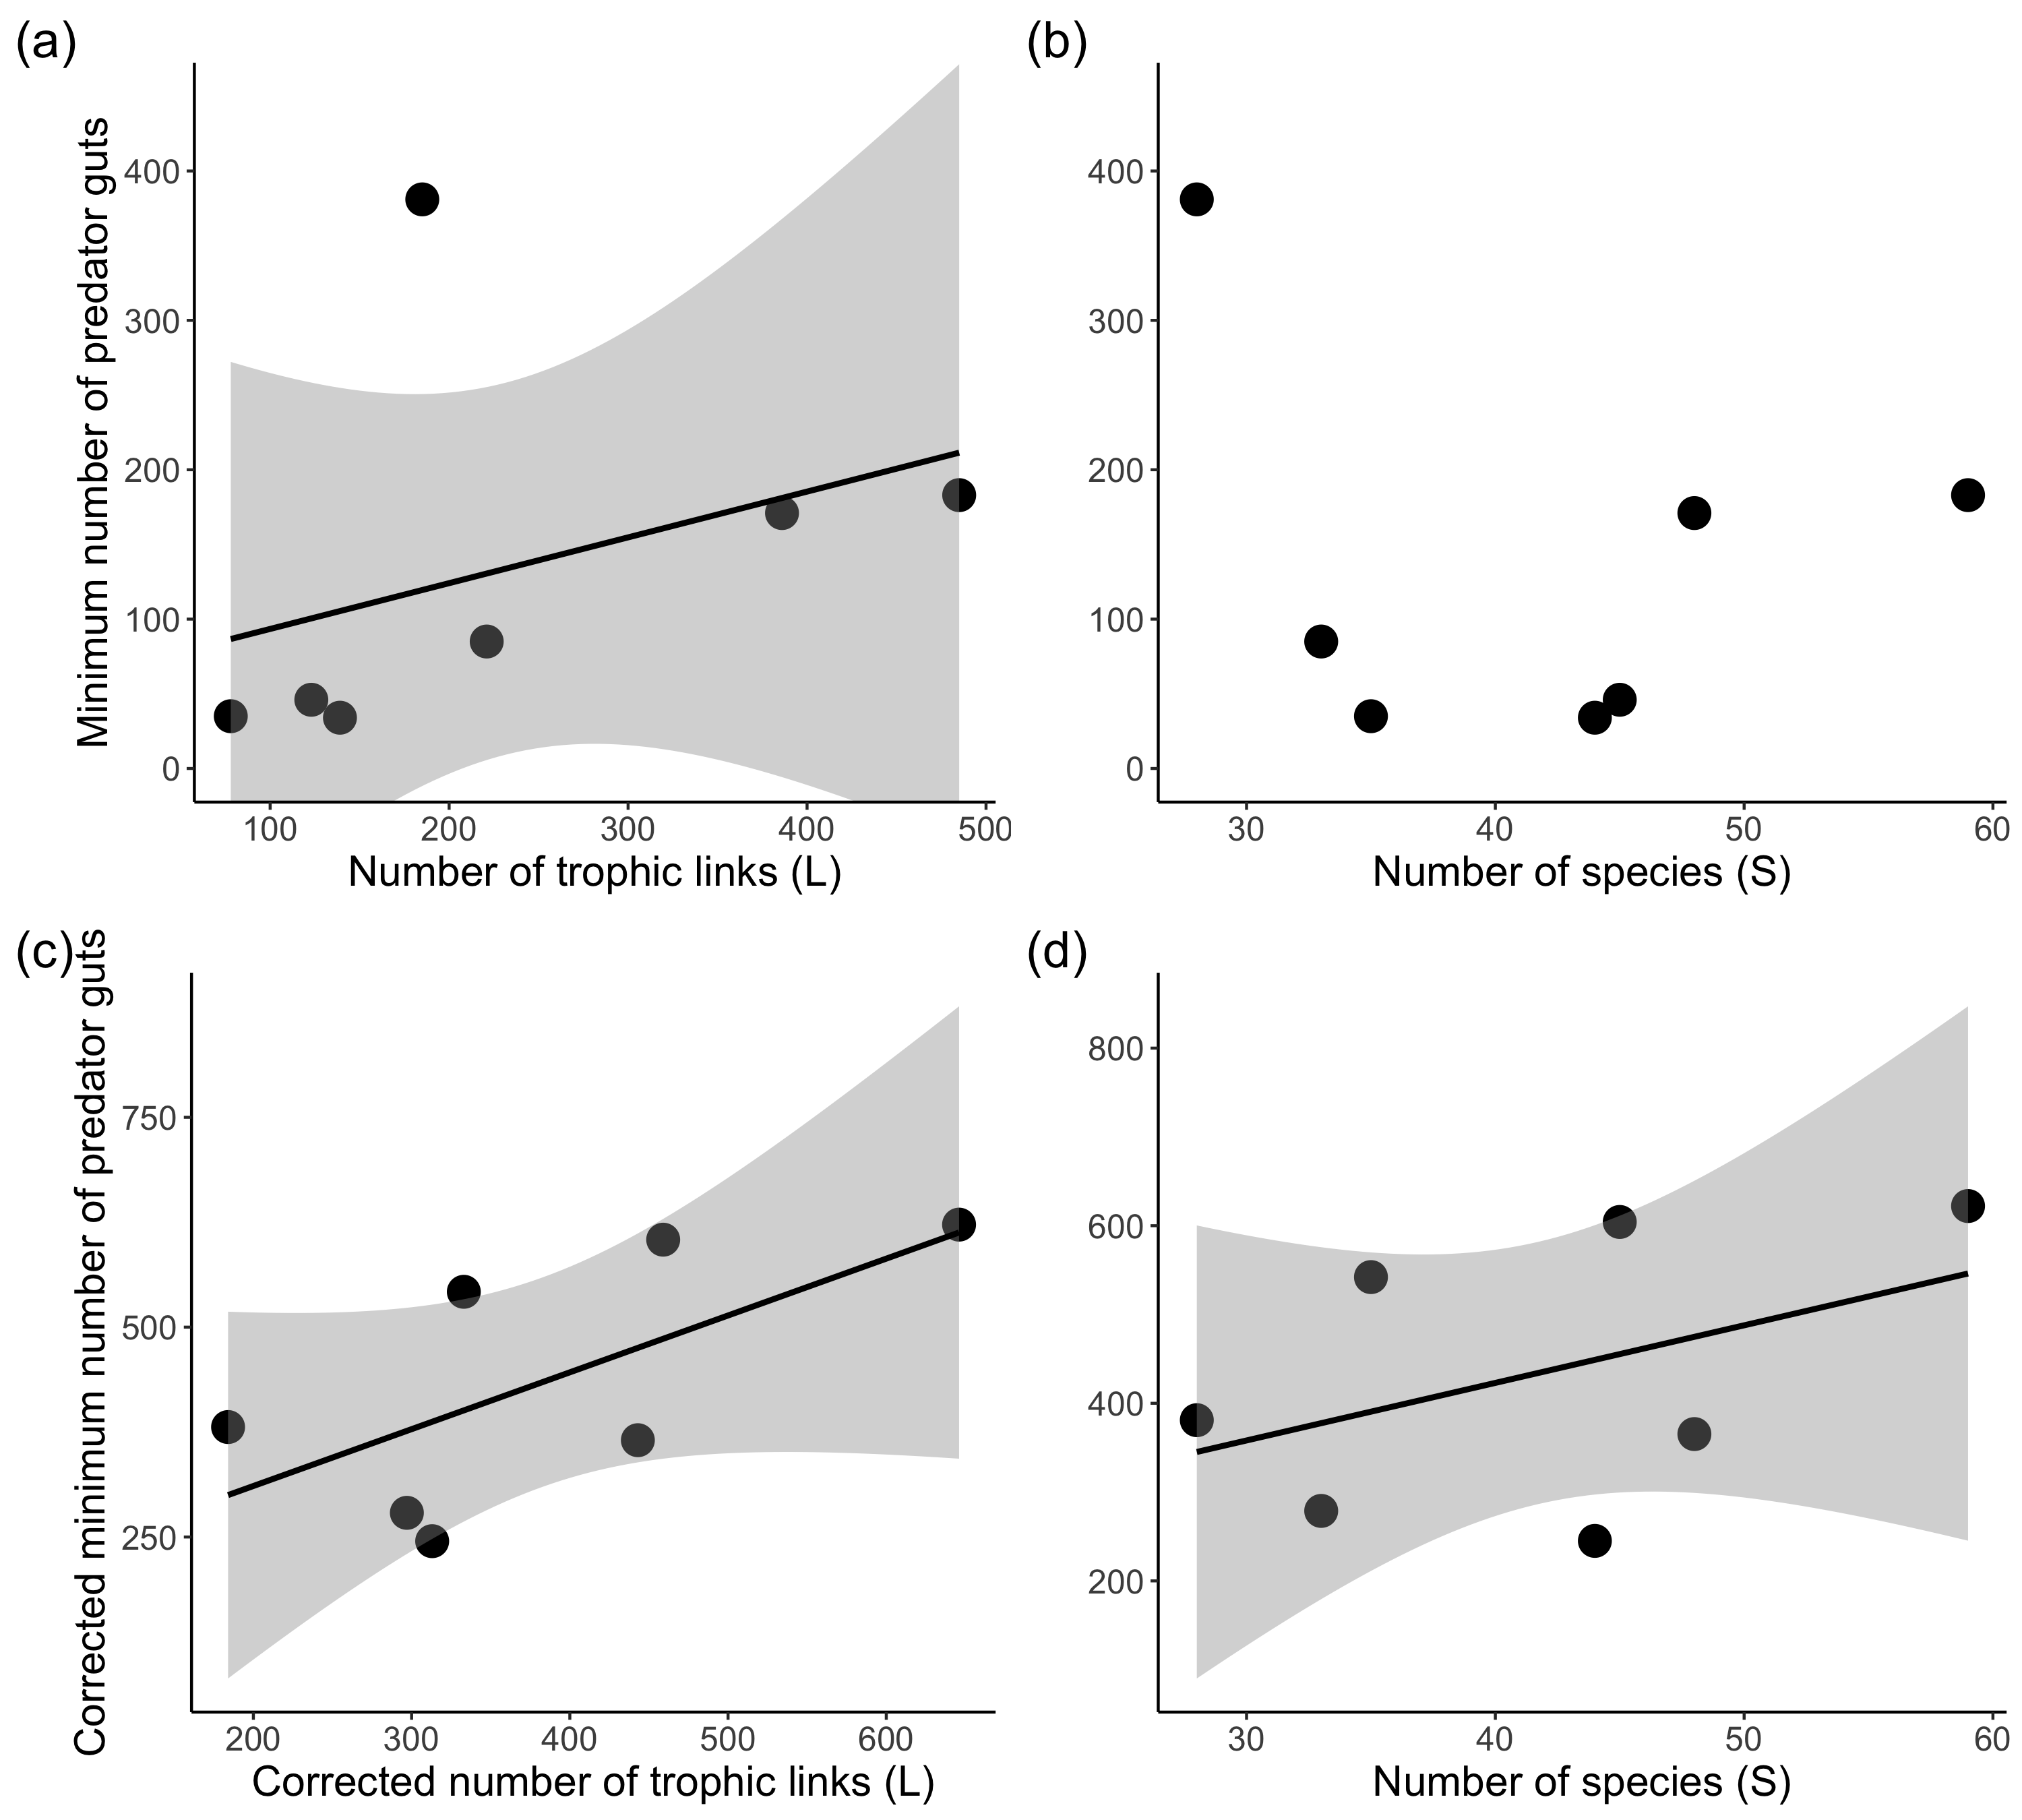 (a)
Minimum number of predator guts
400
300
200
100
0
100 200 300 400 500
Number of trophic links (L)
(b)
400
300
200
100
0
30 40 50 60
Number of species (S)
(c)
Corrected minimum number of predator guts
750
500
250
200 300 400 500 600
Corrected number of trophic links (L)
(d)
800
600
400
200
30 40 50 60
Number of species (S)